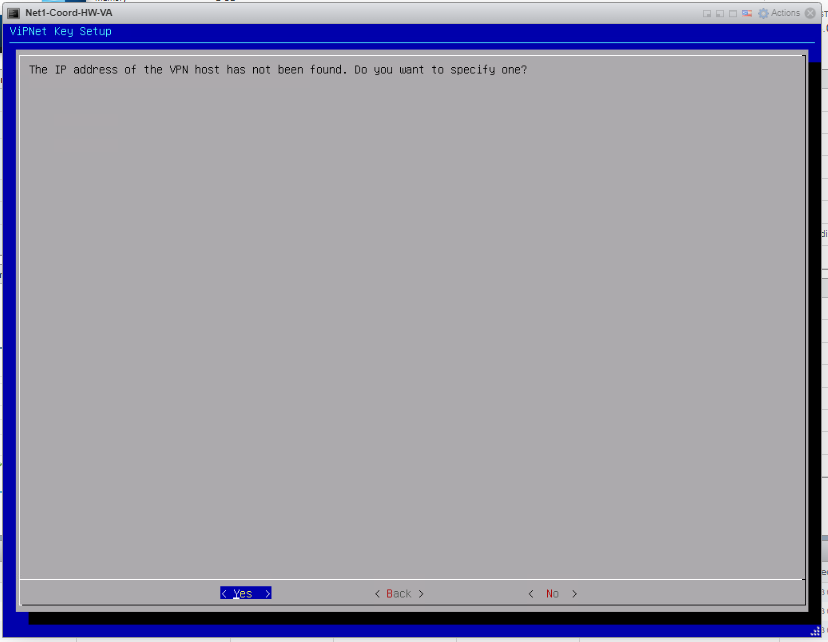 Net1-Coord-HW-VA
Actions
ViPNet Key Setup
The IP address of the VPN host has not been found. Do you want to specify one?
< Yes >
< Back >
< No >